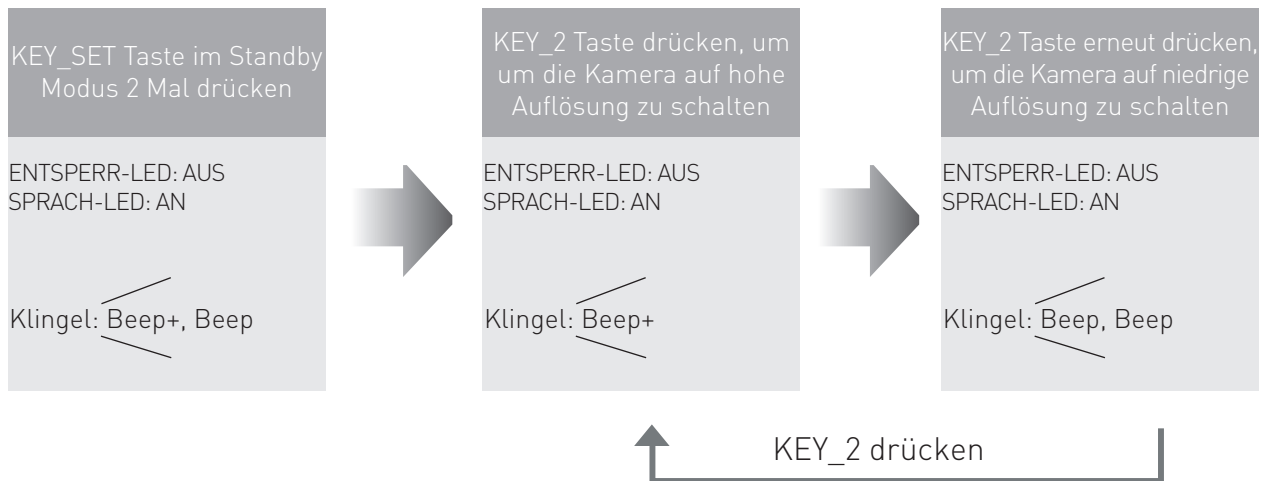 KEY_SET Taste im Standby
Modus 2 Mal drücken
ENTSPERR-LED: AUS
SPRACH-LED: AN
Klingel: Beep+, Beep
KEY_2 Taste drücken, um
um die Kamera auf hohe
Auflösung zu schalten
ENTSPERR-LED: AUS
SPRACH-LED: AN
Klingel: Beep+
KEY_2 Taste erneut drücken,
um die Kamera auf niedrige
Auflösung zu schalten
ENTSPERR-LED: AUS
SPRACH-LED: AN
Klingel: Beep, Beep
KEY_2 drücken